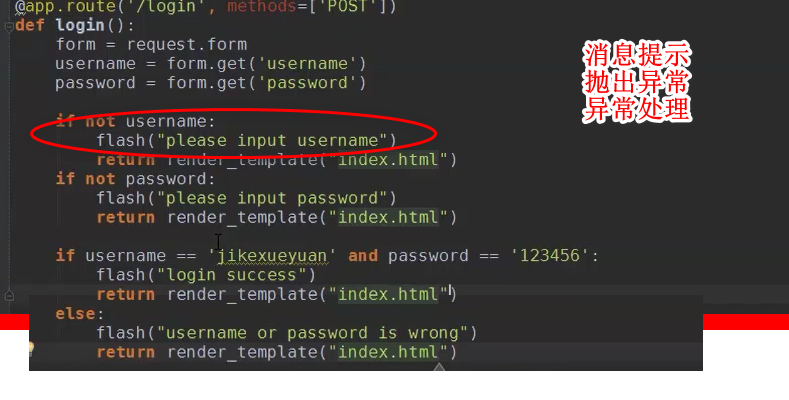 @app.route('/login', methods=['POST'])
def login():
    form = request.form
    username = form.get('username')
    password = form.get('password')
消息提示
抛出异常
异常处理
    if not username:
        flash("please input username")
        return render_template("index.html")
    if not password:
        flash("please input password")
        return render_template("index.html")
    if username == 'jikexueyuan' and password == '123456':
        flash("login success")
        return render_template("index.html")
    else:
        flash("username or password is wrong")
        return render_template("index.html")